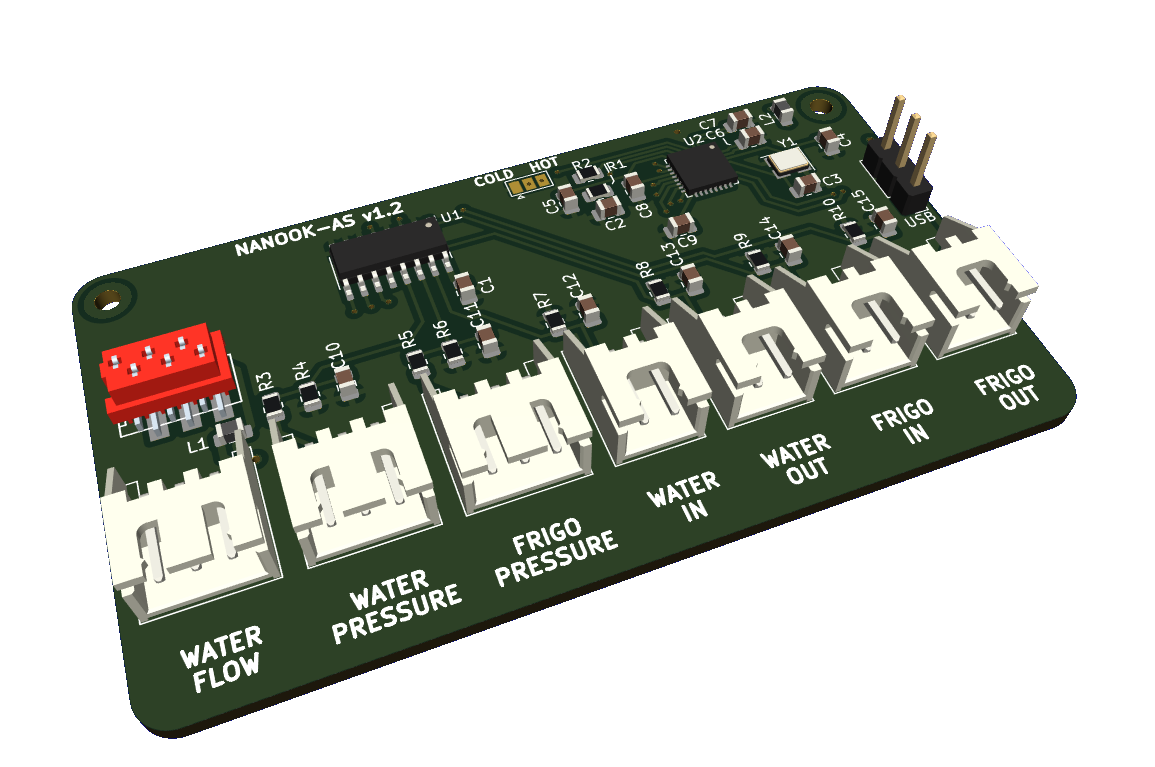 COLD HOT
NANOOK-AS v1.2
U1
C5
R2
R1
C2
C8
U2
C7
C6
L2
Y1
C4
C3
C9
USB
R3
R4
C10
R5
R6
C11
C1
R7
C12
R8
C13
R9
C14
R10
C15
L1
WATER
FLOW
WATER
PRESSURE
FRIGO
PRESSURE
WATER
IN
WATER
OUT
FRIGO
IN
FRIGO
OUT